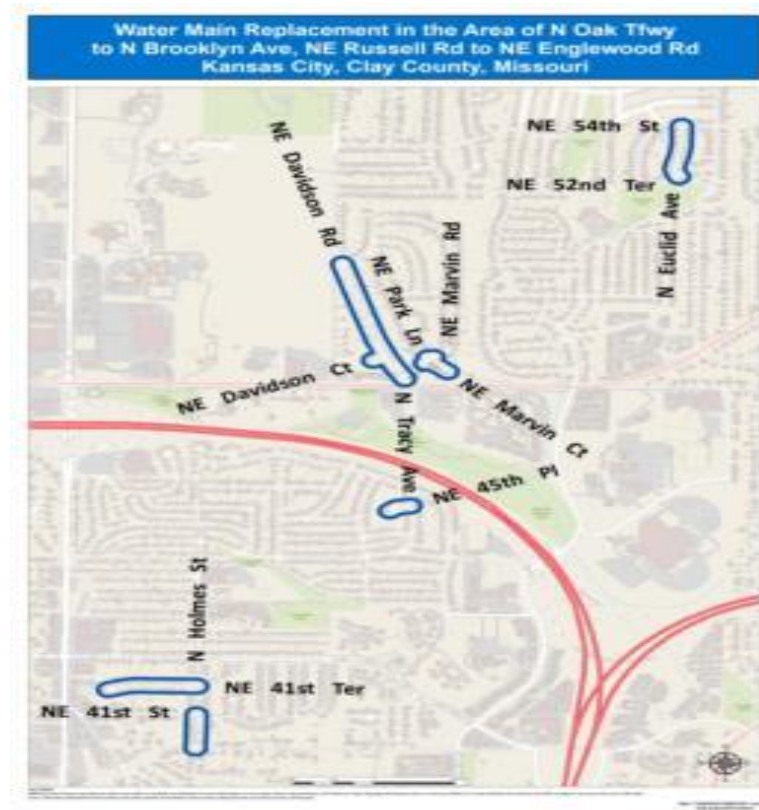 Water Main Replacement in the Area of N Oak Tfwy
to N Brooklyn Ave, NE Russell Rd to NE Englewood Rd
Kansas City, Clay County, Missouri
NE 54th St
NE 52nd Ter
N Euclid Ave
NE Davidson Rd
NE Park Ln
NE Marvin Rd
NE Davidson Ct
NE Marvin Ct
N Tracy Ave
NE 45th Pl
N Holmes St
NE 41st Ter
NE 41st St